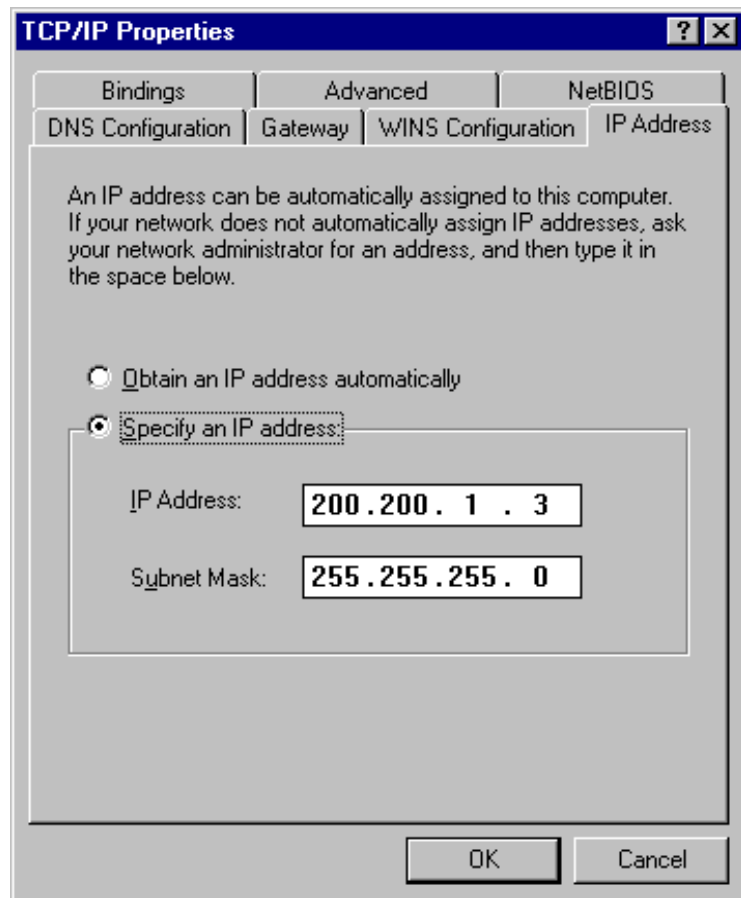 TCP/IP Properties
Bindings Advanced NetBIOS
DNS Configuration Gateway WINS Configuration IP Address
An IP address can be automatically assigned to this computer.
If your network does not automatically assign IP addresses, ask
your network administrator for an address, and then type it in
the space below.
Obtain an IP address automatically
Specify an IP address:
IP Address: 200.200. 1 . 3
Subnet Mask: 255.255.255. 0
OK Cancel